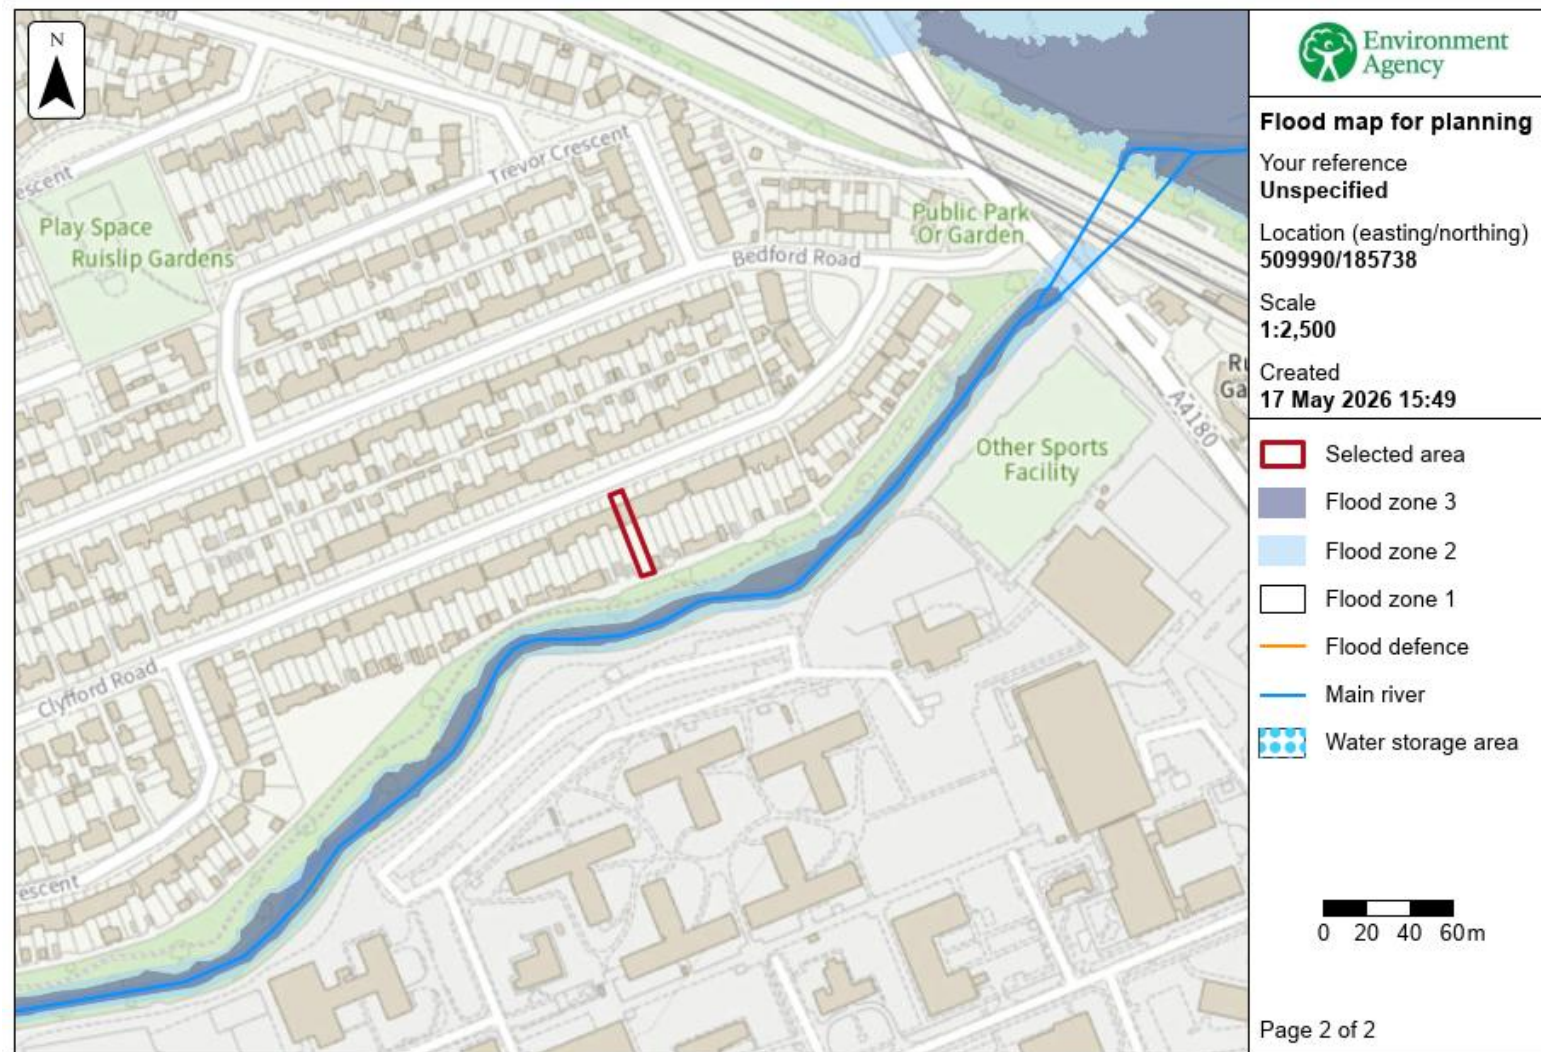 N
ad
Trevor Crescent
escent
Play Space
Ruislip Gardens
Public Park
Or Garden
Bedford Road
Ru
Ga
A4180
Other Sports
Facility
Clyfford Road
escent
Environment
Agency
Flood map for planning
Your reference
Unspecified
Location (easting/northing)
509990/185738
Scale
1:2,500
Created
17 May 2026 15:49
Selected area
Flood zone 3
Flood zone 2
Flood zone 1
Flood defence
Main river
Water storage area
0 20 40 60m
Page 2 of 2